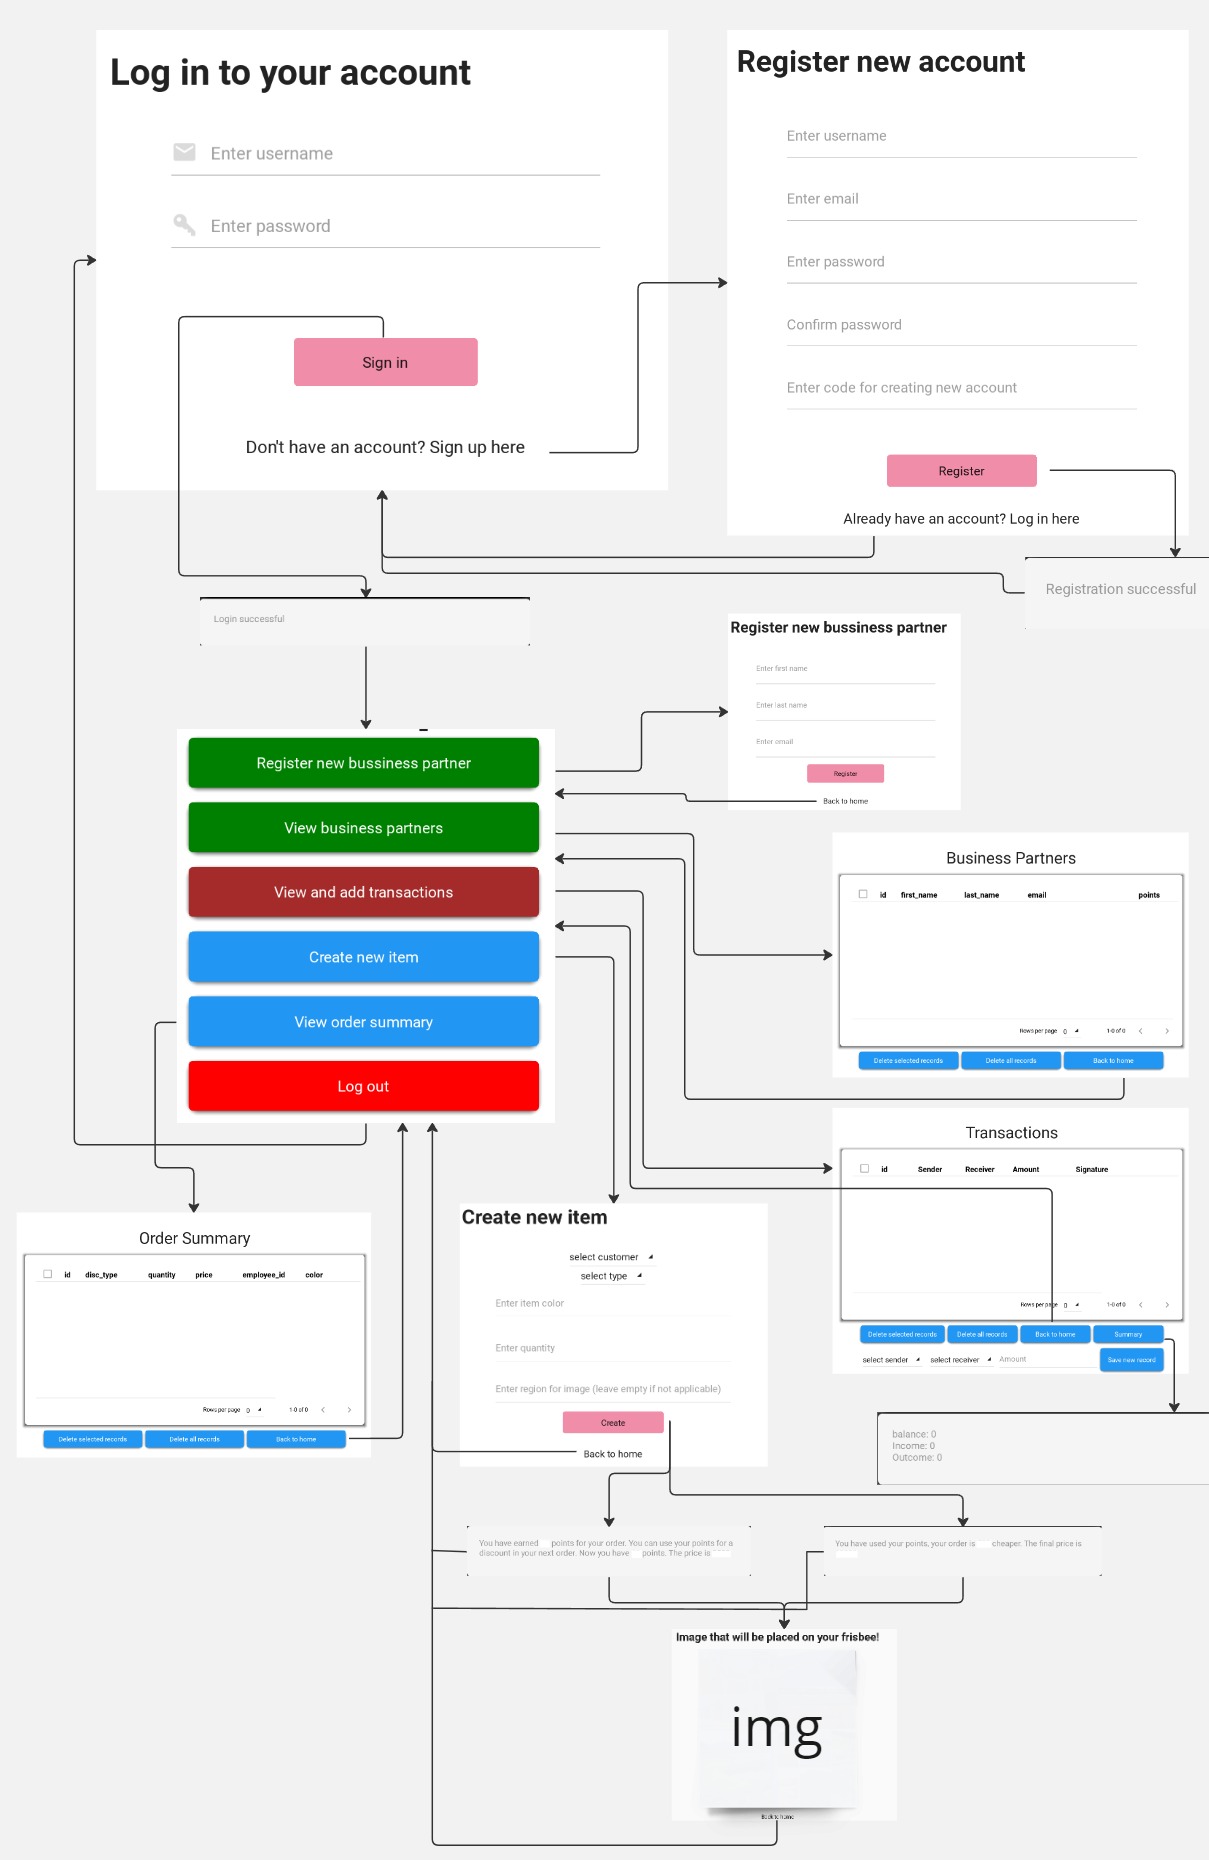 Log in to your account
Enter username
Enter password
Sign in
Don't have an account? Sign up here
Register new account
Enter username
Enter email
Enter password
Confirm password
Enter code for creating new account
Register
Already have an account? Log in here
Registration successful
Login successful
Register new bussiness partner
Enter first name
Enter last name
Enter email
Register
Back to home
Register new bussiness partner
View business partners
View and add transactions
Create new item
View order summary
Log out
Business Partners
id first_name last_name email points
Rows per page 0 1-0 of 0
Delete selected records Delete all records Back to home
Transactions
id Sender Receiver Amount Signature
Rows per page 0 1-0 of 0
Delete selected records Delete all records Back to home Summary
select sender select receiver Amount Save new record
balance: 0
Income: 0
Outcome: 0
Order Summary
id disc_type quantity price employee_id color
Rows per page 0 1-0 of 0
Delete selected records Delete all records Back to home
Create new item
select customer
select type
Enter item color
Enter quantity
Enter region for image (leave empty if not applicable)
Create
Back to home
You have earned points for your order. You can use your points for a
discount in your next order. Now you have points. The price is
You have used your points, your order is cheaper. The final price is
Image that will be placed on your frisbee!
img
Back to home